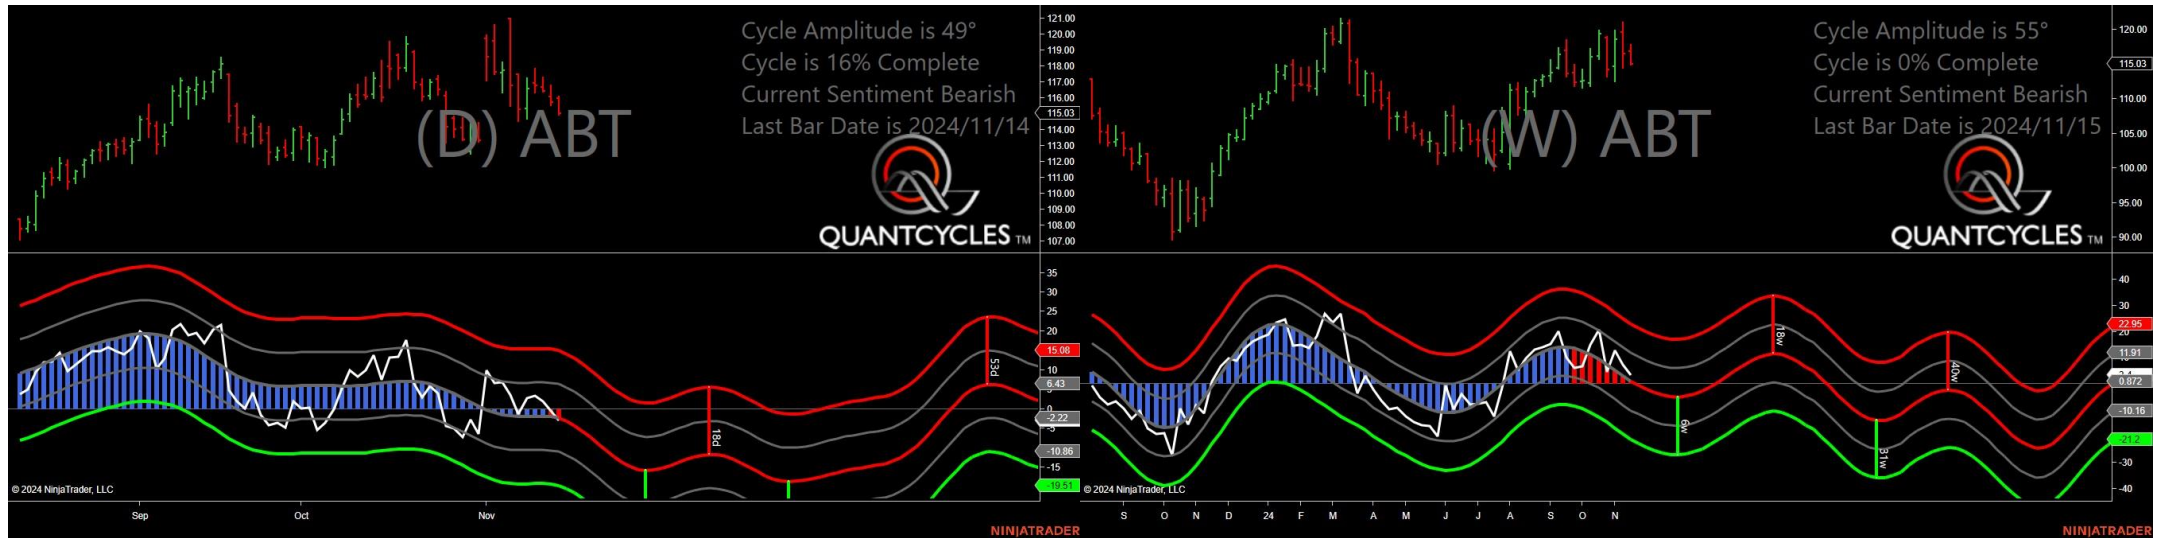 Cycle Amplitude is 49°
Cycle is 16% Complete
Current Sentiment Bearish
Last Bar Date is 2024/11/14
(D) ABT
QUANTCYCLES TM
121.00
120.00
119.00
118.00
117.00
116.00
115.03
114.00
113.00
112.00
111.00
110.00
109.00
108.00
107.00
35
30
25
20
15.08
10
6.43
0
-2.22
-5
-10.86
-15
-19.51
18d
53d
© 2024 NinjaTrader, LLC
Sep Oct Nov
NINJATRADER
Cycle Amplitude is 55°
Cycle is 0% Complete
Current Sentiment Bearish
Last Bar Date is 2024/11/15
(W) ABT
QUANTCYCLES TM
120.00
115.03
110.00
105.00
100.00
95.00
90.00
40
30
22.95
20
11.91
0.872
-10.16
-21.2
-30
-40
18w
40w
6w
31w
© 2024 NinjaTrader, LLC
S O N D 24 F M A M J J A S O N
NINJATRADER